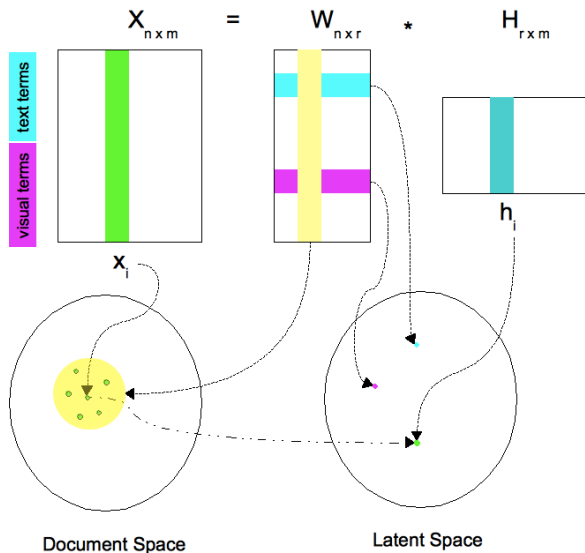 X n x m = W n x r * H r x m
text terms
visual terms
x i
h i
Document Space
Latent Space